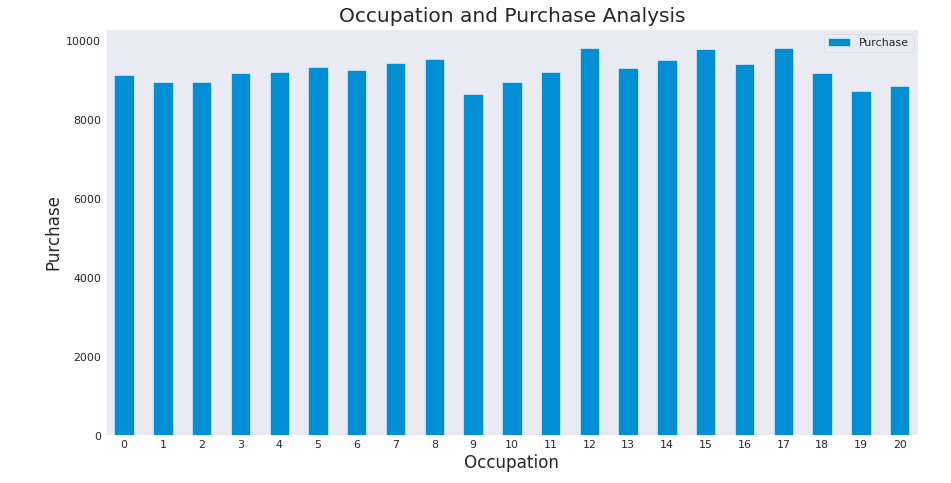 Occupation and Purchase Analysis
Purchase
10000
8000
6000
4000
2000
0
Purchase
0 1 2 3 4 5 6 7 8 9 10 11 12 13 14 15 16 17 18 19 20
Occupation